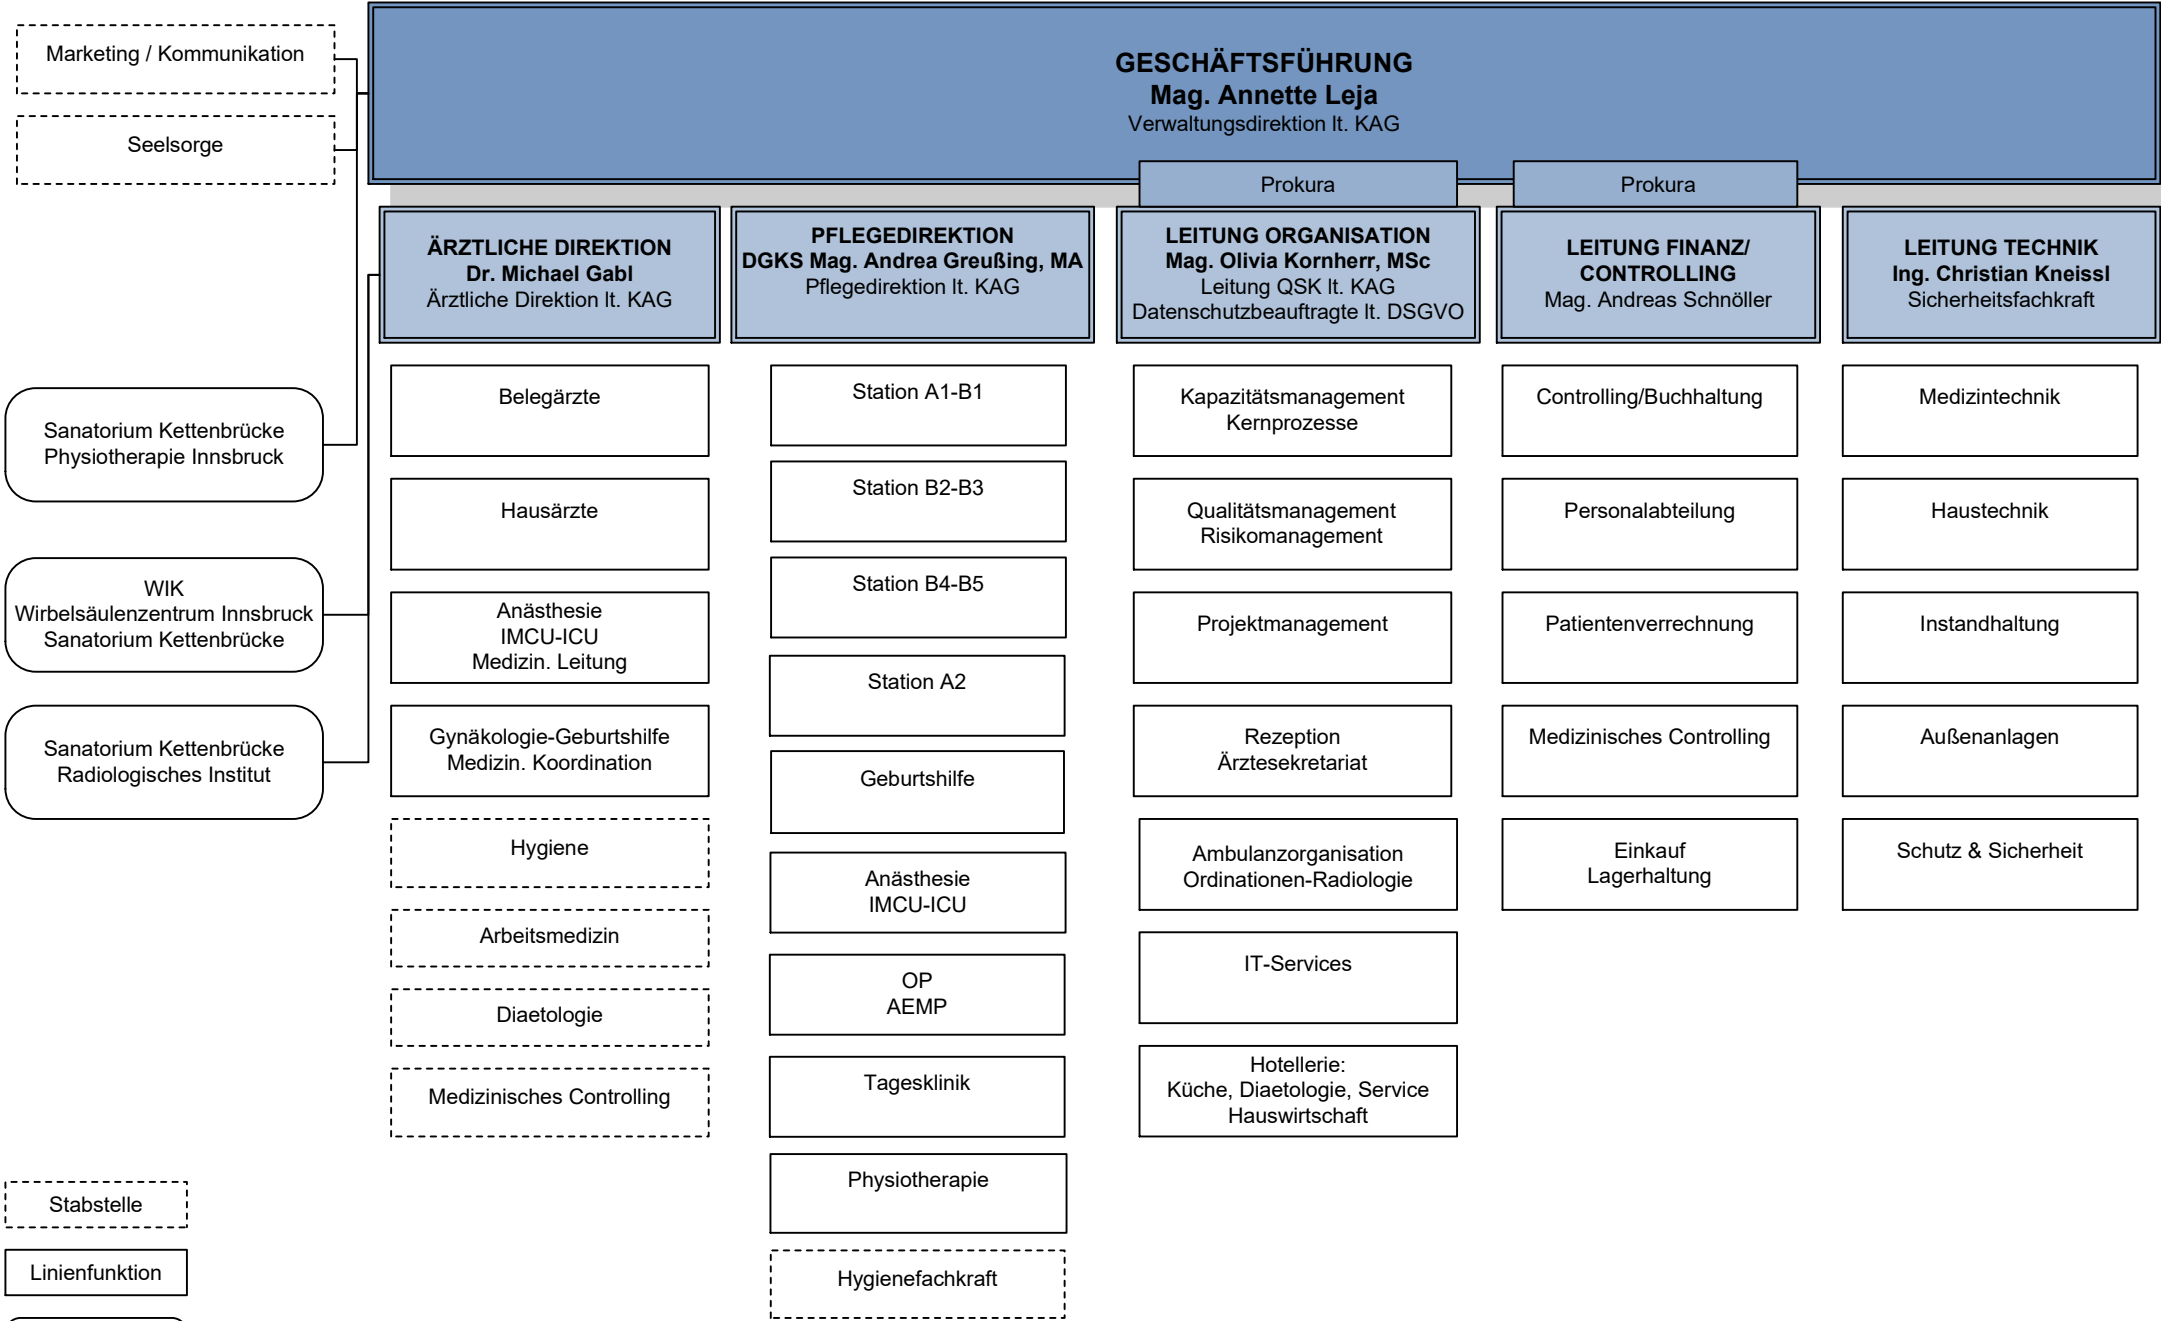 Marketing / Kommunikation
Seelsorge
GESCHÄFTSFÜHRUNG
Mag. Annette Leja
Verwaltungsdirektion lt. KAG
Prokura
Prokura
ÄRZTLICHE DIREKTION
Dr. Michael Gabl
Ärztliche Direktion lt. KAG
PFLEGEDIREKTION
DGKS Mag. Andrea Greußing, MA
Pflegedirektion lt. KAG
LEITUNG ORGANISATION
Mag. Olivia Kornherr, MSc
Leitung QSK lt. KAG
Datenschutzbeauftragte lt. DSGVO
LEITUNG FINANZ/
CONTROLLING
Mag. Andreas Schnöller
LEITUNG TECHNIK
Ing. Christian Kneissl
Sicherheitsfachkraft
Sanatorium Kettenbrücke
Physiotherapie Innsbruck
WIK
Wirbelsäulenzentrum Innsbruck
Sanatorium Kettenbrücke
Sanatorium Kettenbrücke
Radiologisches Institut
Belegärzte
Hausärzte
Anästhesie
IMCU-ICU
Medizin. Leitung
Gynäkologie-Geburtshilfe
Medizin. Koordination
Hygiene
Arbeitsmedizin
Diaetologie
Medizinisches Controlling
Station A1-B1
Station B2-B3
Station B4-B5
Station A2
Geburtshilfe
Anästhesie
IMCU-ICU
OP
AEMP
Tagesklinik
Physiotherapie
Hygienefachkraft
Kapazitätsmanagement
Kernprozesse
Qualitätsmanagement
Risikomanagement
Projektmanagement
Rezeption
Ärztesekretariat
Ambulanzorganisation
Ordinationen-Radiologie
IT-Services
Hotellerie:
Küche, Diaetologie, Service
Hauswirtschaft
Controlling/Buchhaltung
Personalabteilung
Patientenverrechnung
Medizinisches Controlling
Einkauf
Lagerhaltung
Medizintechnik
Haustechnik
Instandhaltung
Außenanlagen
Schutz & Sicherheit
Stabstelle
Linienfunktion